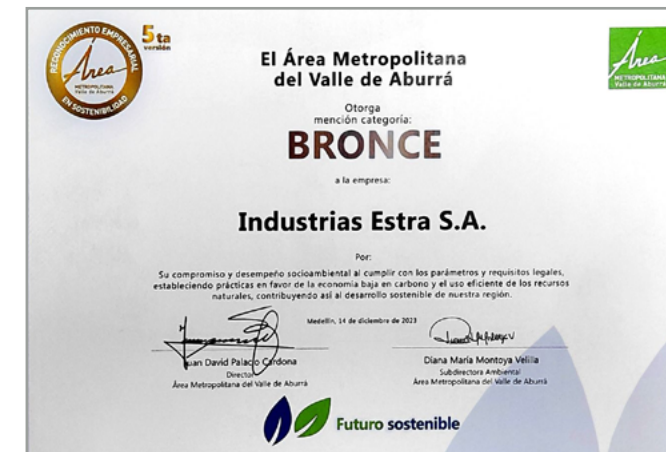 RECONOCIMIENTO EMPRESARIAL
Área
METROPOLITANA
Valle de Aburrá
EN SOSTENIBILIDAD
5ta
versión
El Área Metropolitana
del Valle de Aburrá
Área
METROPOLITANA
Valle de Aburrá
Otorga
mención categoría:
BRONCE
a la empresa:
Industrias Estra S.A.
Por:
Su compromiso y desempeño socioambiental al cumplir con los parámetros y requisitos legales,
estableciendo prácticas en favor de la economía baja en carbono y el uso eficiente de los recursos
naturales, contribuyendo así al desarrollo sostenible de nuestra región.
Medellín, 14 de diciembre de 2023
Juan David Palacio Cardona
Director
Área Metropolitana del Valle de Aburrá
Diana María Montoya Velilla
Subdirectora Ambiental
Área Metropolitana del Valle de Aburrá
Futuro sostenible